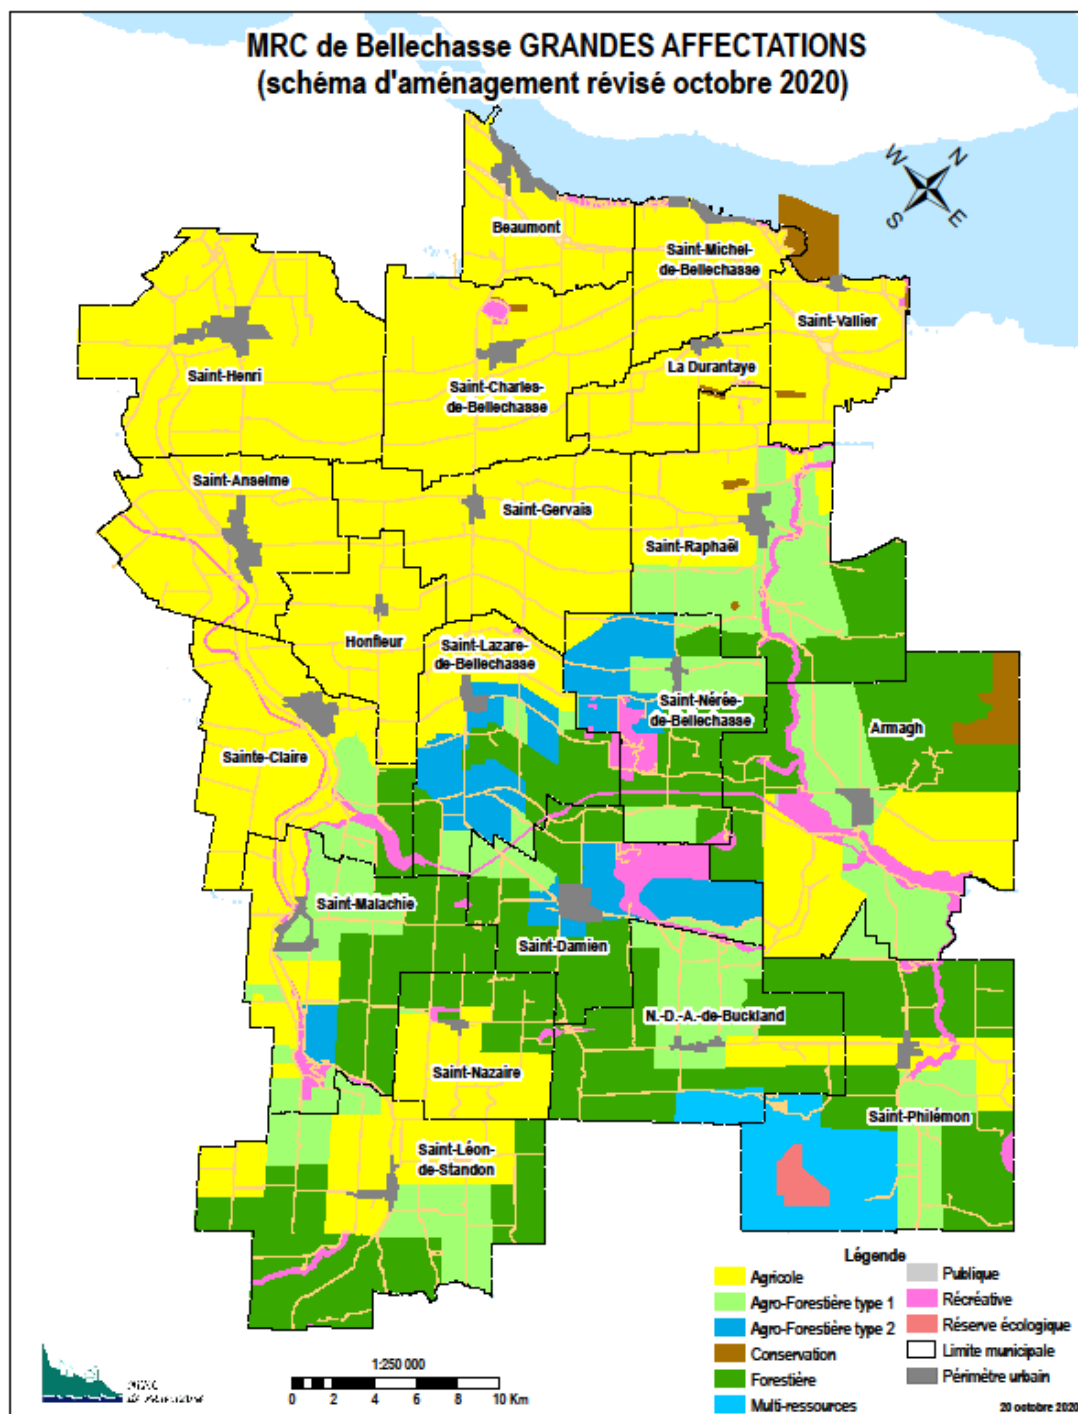 MRC de Bellechasse GRANDES AFFECTATIONS
(schéma d'aménagement révisé octobre 2020)
W N
S E
Beaumont
Saint-Michel-
de-Bellechasse
Saint-Vallier
Saint-Henri
La Durantaye
Saint-Charles-
de-Bellechasse
Saint-Anselme
Saint-Gervais
Saint-Raphaël
Honfleur
Saint-Lazare-
de-Bellechasse
Saint-Nérée-
de-Bellechasse
Armagh
Sainte-Claire
Saint-Malachie
Saint-Damien
N.-D.-A.-de-Buckland
Saint-Nazaire
Saint-Philémon
Saint-Léon-
de-Standon
Légende
Agricole
Agro-Forestière type 1
Agro-Forestière type 2
Conservation
Forestière
Multi-ressources
Publique
Récréative
Réserve écologique
Limite municipale
Périmètre urbain
1:250 000
0 2 4 6 8 10 Km
MRC
20 octobre 2020